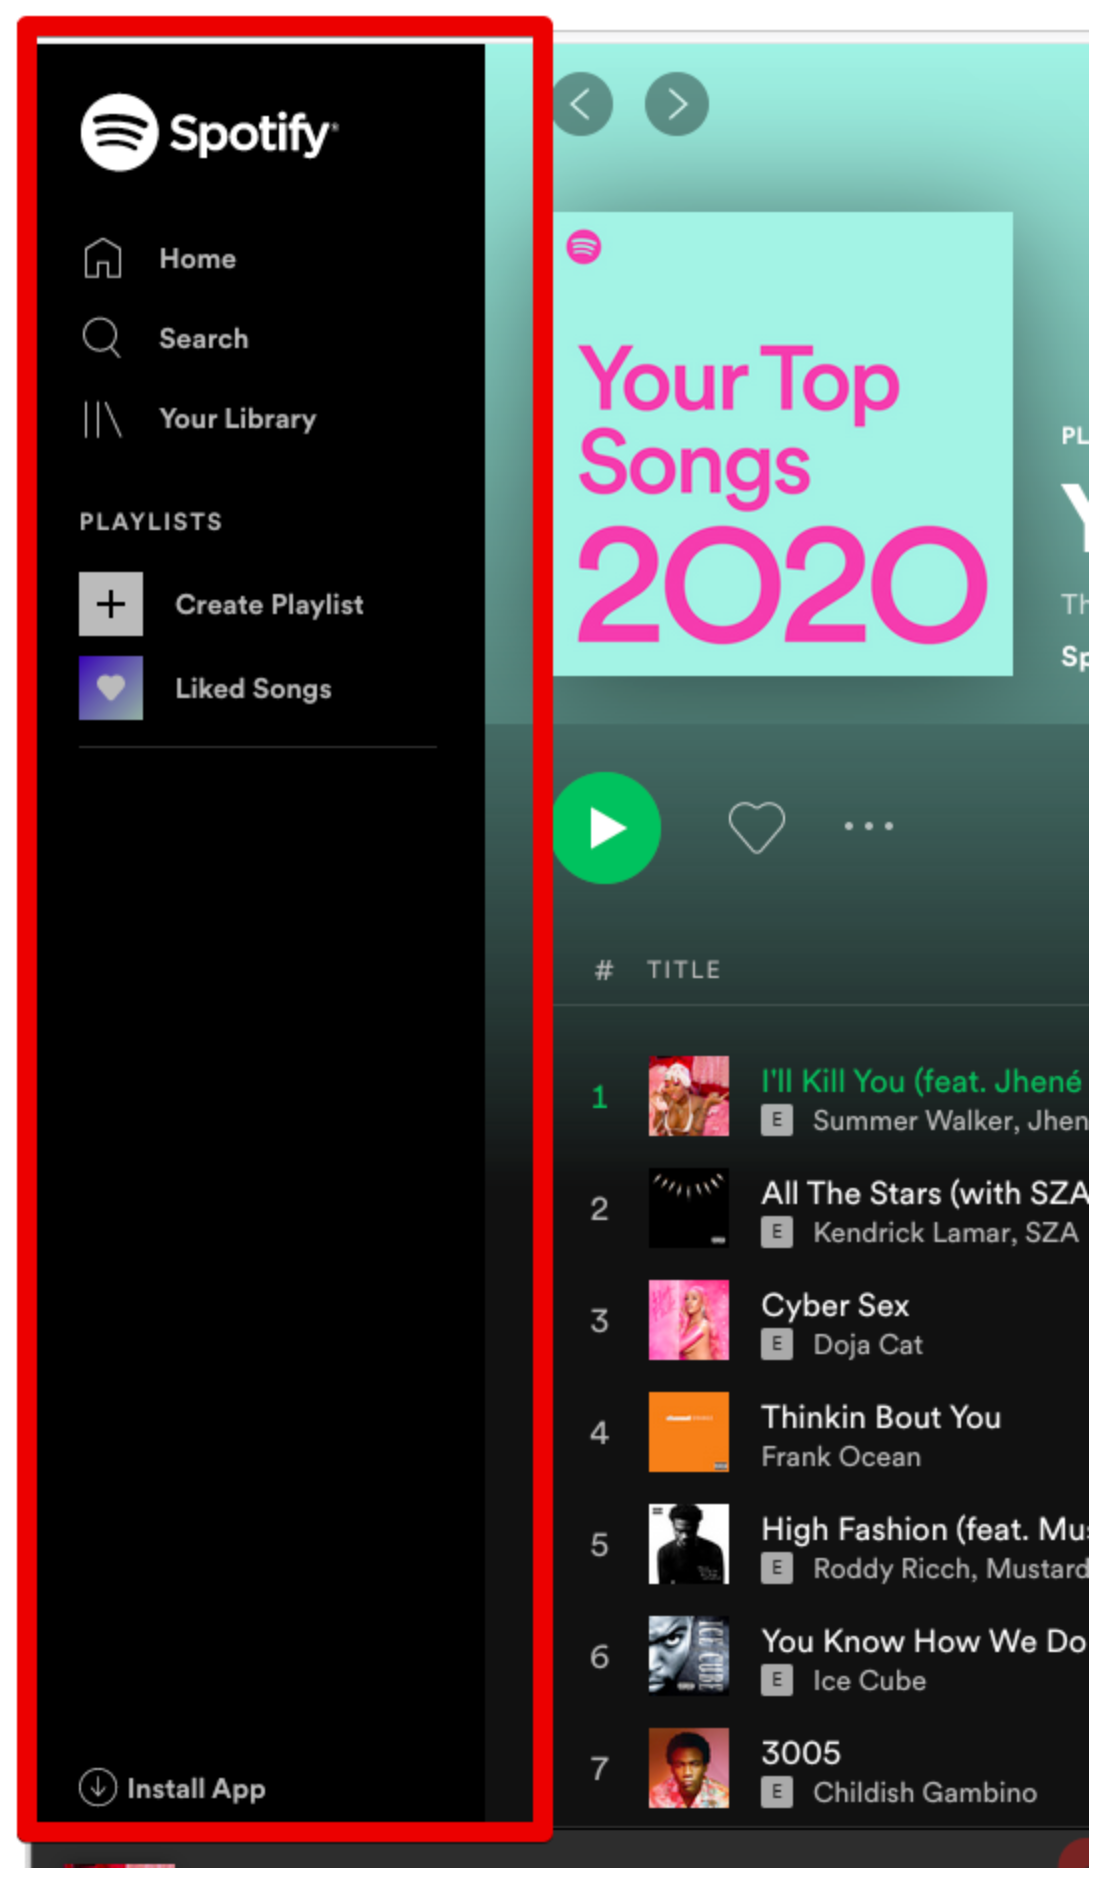 Spotify®
Home
Search
Your Library
PLAYLISTS
Create Playlist
Liked Songs
Install App
Your Top
Songs
2020
PL
Y
Th
Sp
# TITLE
1 I'll Kill You (feat. Jhené
E Summer Walker, Jhen
2 All The Stars (with SZA
E Kendrick Lamar, SZA
3 Cyber Sex
E Doja Cat
4 Thinkin Bout You
Frank Ocean
5 High Fashion (feat. Mus
E Roddy Ricch, Mustard
6 You Know How We Do
E Ice Cube
ICE CUBE
7 3005
E Childish Gambino